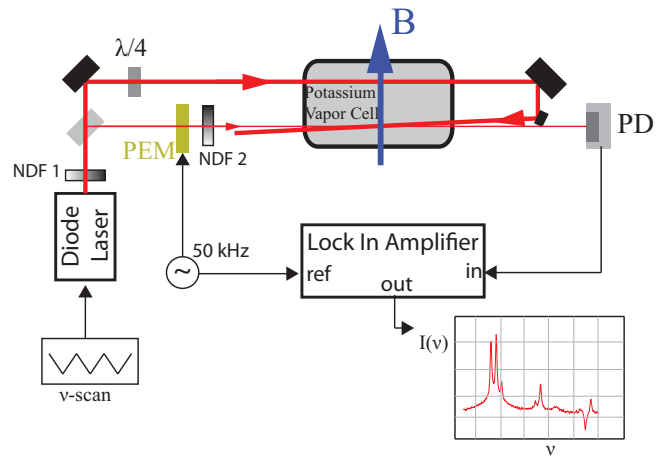 B
λ/4
Potassium
Vapor Cell
PD
PEM
NDF 2
NDF 1
Diode
Laser
50 kHz
~
Lock In Amplifier
ref
in
out
I(ν)
ν-scan
ν